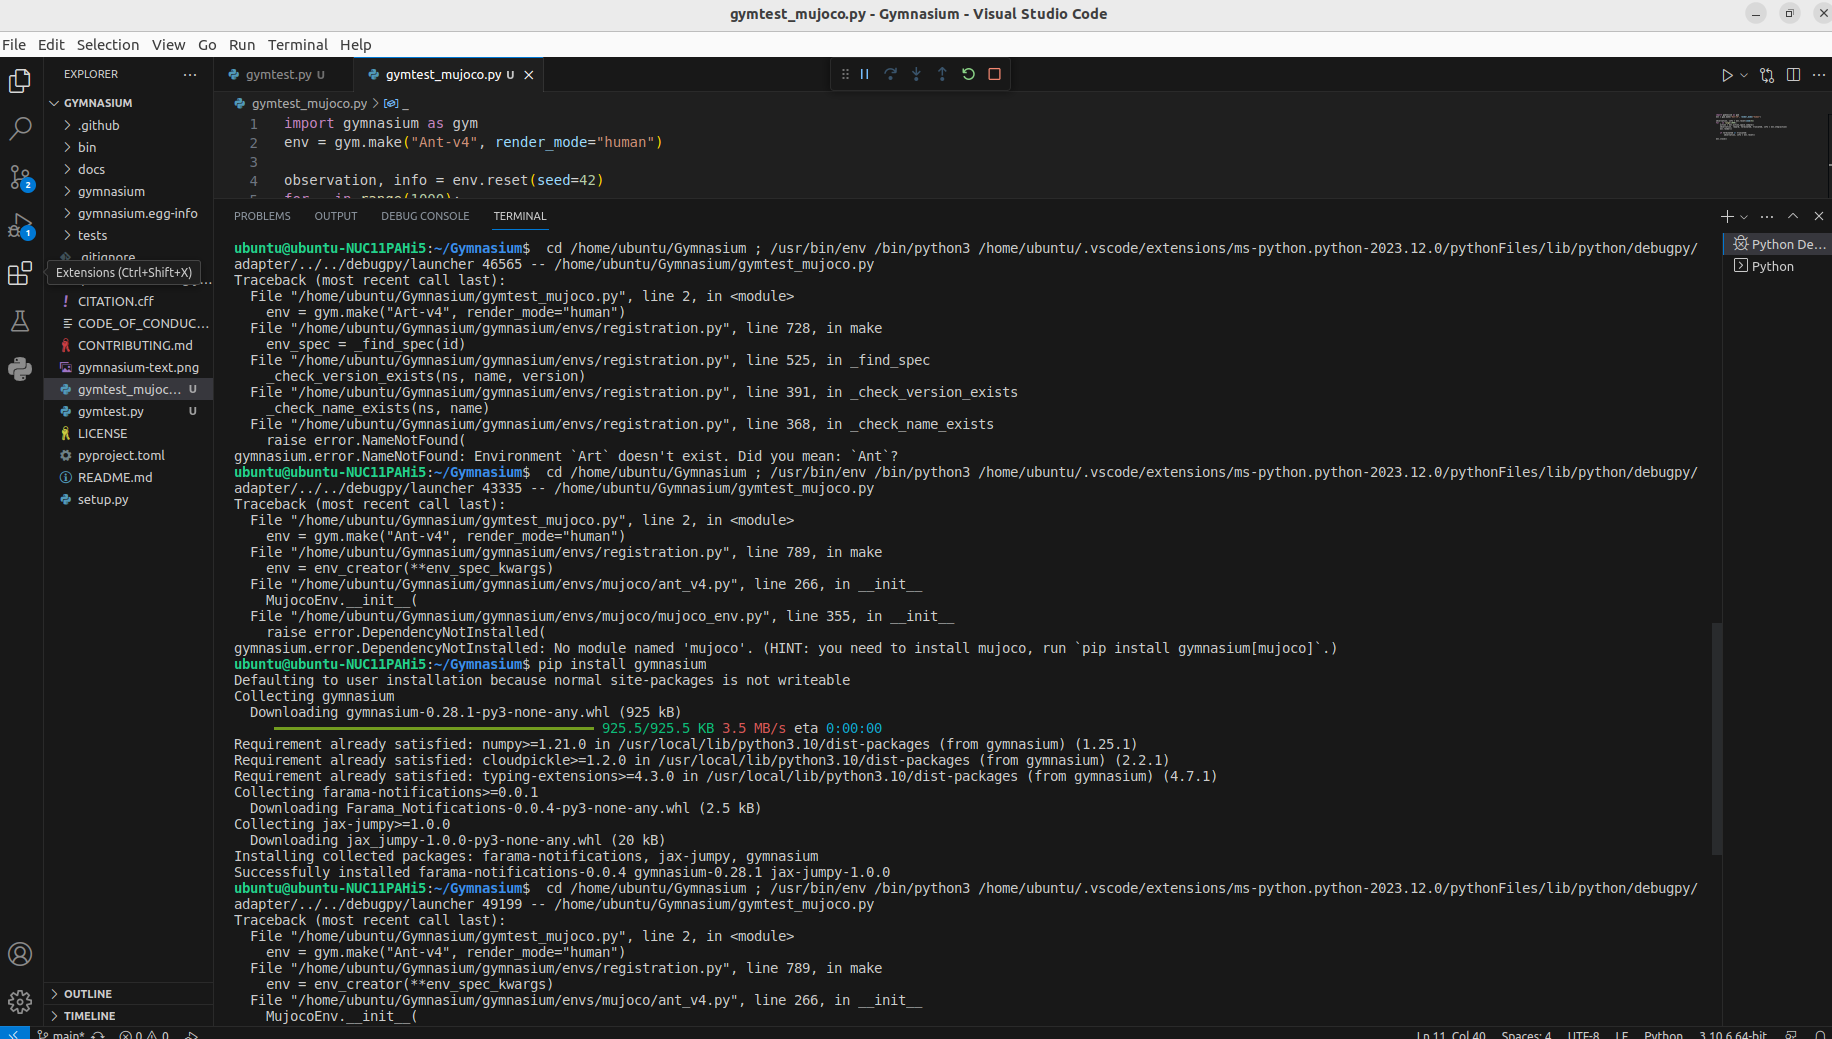 gymtest_mujoco.py - Gymnasium - Visual Studio Code
File Edit Selection View Go Run Terminal Help
EXPLORER
gymtest.py U
gymtest_mujoco.py U
GYMNASIUM
.github
bin
docs
gymnasium
gymnasium.egg-info
tests
.gitignore
Extensions (Ctrl+Shift+X)
CITATION.cff
CODE_OF_CONDUC...
CONTRIBUTING.md
gymnasium-text.png
gymtest_mujoc... U
gymtest.py U
LICENSE
pyproject.toml
README.md
setup.py
OUTLINE
TIMELINE
2
1
gymtest_mujoco.py > _
1 import gymnasium as gym
2 env = gym.make("Ant-v4", render_mode="human")
3
4 observation, info = env.reset(seed=42)
5 for _ in range(1000):
PROBLEMS OUTPUT DEBUG CONSOLE TERMINAL
Python De...
Python
ubuntu@ubuntu-NUC11PAHi5:~/Gymnasium$  cd /home/ubuntu/Gymnasium ; /usr/bin/env /bin/python3 /home/ubuntu/.vscode/extensions/ms-python.python-2023.12.0/pythonFiles/lib/python/debugpy/
adapter/../../debugpy/launcher 46565 -- /home/ubuntu/Gymnasium/gymtest_mujoco.py
Traceback (most recent call last):
  File "/home/ubuntu/Gymnasium/gymtest_mujoco.py", line 2, in <module>
    env = gym.make("Art-v4", render_mode="human")
  File "/home/ubuntu/Gymnasium/gymnasium/envs/registration.py", line 728, in make
    env_spec = _find_spec(id)
  File "/home/ubuntu/Gymnasium/gymnasium/envs/registration.py", line 525, in _find_spec
    _check_version_exists(ns, name, version)
  File "/home/ubuntu/Gymnasium/gymnasium/envs/registration.py", line 391, in _check_version_exists
    _check_name_exists(ns, name)
  File "/home/ubuntu/Gymnasium/gymnasium/envs/registration.py", line 368, in _check_name_exists
    raise error.NameNotFound(
gymnasium.error.NameNotFound: Environment `Art` doesn't exist. Did you mean: `Ant`?
ubuntu@ubuntu-NUC11PAHi5:~/Gymnasium$  cd /home/ubuntu/Gymnasium ; /usr/bin/env /bin/python3 /home/ubuntu/.vscode/extensions/ms-python.python-2023.12.0/pythonFiles/lib/python/debugpy/
adapter/../../debugpy/launcher 43335 -- /home/ubuntu/Gymnasium/gymtest_mujoco.py
Traceback (most recent call last):
  File "/home/ubuntu/Gymnasium/gymtest_mujoco.py", line 2, in <module>
    env = gym.make("Ant-v4", render_mode="human")
  File "/home/ubuntu/Gymnasium/gymnasium/envs/registration.py", line 789, in make
    env = env_creator(**env_spec_kwargs)
  File "/home/ubuntu/Gymnasium/gymnasium/envs/mujoco/ant_v4.py", line 266, in __init__
    MujocoEnv.__init__(
  File "/home/ubuntu/Gymnasium/gymnasium/envs/mujoco/mujoco_env.py", line 355, in __init__
    raise error.DependencyNotInstalled(
gymnasium.error.DependencyNotInstalled: No module named 'mujoco'. (HINT: you need to install mujoco, run `pip install gymnasium[mujoco]`.)
ubuntu@ubuntu-NUC11PAHi5:~/Gymnasium$ pip install gymnasium
Defaulting to user installation because normal site-packages is not writeable
Collecting gymnasium
  Downloading gymnasium-0.28.1-py3-none-any.whl (925 kB)
925.5/925.5 KB 3.5 MB/s eta 0:00:00
Requirement already satisfied: numpy>=1.21.0 in /usr/local/lib/python3.10/dist-packages (from gymnasium) (1.25.1)
Requirement already satisfied: cloudpickle>=1.2.0 in /usr/local/lib/python3.10/dist-packages (from gymnasium) (2.2.1)
Requirement already satisfied: typing-extensions>=4.3.0 in /usr/local/lib/python3.10/dist-packages (from gymnasium) (4.7.1)
Collecting farama-notifications>=0.0.1
  Downloading Farama_Notifications-0.0.4-py3-none-any.whl (2.5 kB)
Collecting jax-jumpy>=1.0.0
  Downloading jax_jumpy-1.0.0-py3-none-any.whl (20 kB)
Installing collected packages: farama-notifications, jax-jumpy, gymnasium
Successfully installed farama-notifications-0.0.4 gymnasium-0.28.1 jax-jumpy-1.0.0
ubuntu@ubuntu-NUC11PAHi5:~/Gymnasium$  cd /home/ubuntu/Gymnasium ; /usr/bin/env /bin/python3 /home/ubuntu/.vscode/extensions/ms-python.python-2023.12.0/pythonFiles/lib/python/debugpy/
adapter/../../debugpy/launcher 49199 -- /home/ubuntu/Gymnasium/gymtest_mujoco.py
Traceback (most recent call last):
  File "/home/ubuntu/Gymnasium/gymtest_mujoco.py", line 2, in <module>
    env = gym.make("Ant-v4", render_mode="human")
  File "/home/ubuntu/Gymnasium/gymnasium/envs/registration.py", line 789, in make
    env = env_creator(**env_spec_kwargs)
  File "/home/ubuntu/Gymnasium/gymnasium/envs/mujoco/ant_v4.py", line 266, in __init__
    MujocoEnv.__init__(
main* 0 0 Ln 11, Col 40 Spaces: 4 UTF-8 LF Python 3.10.6 64-bit